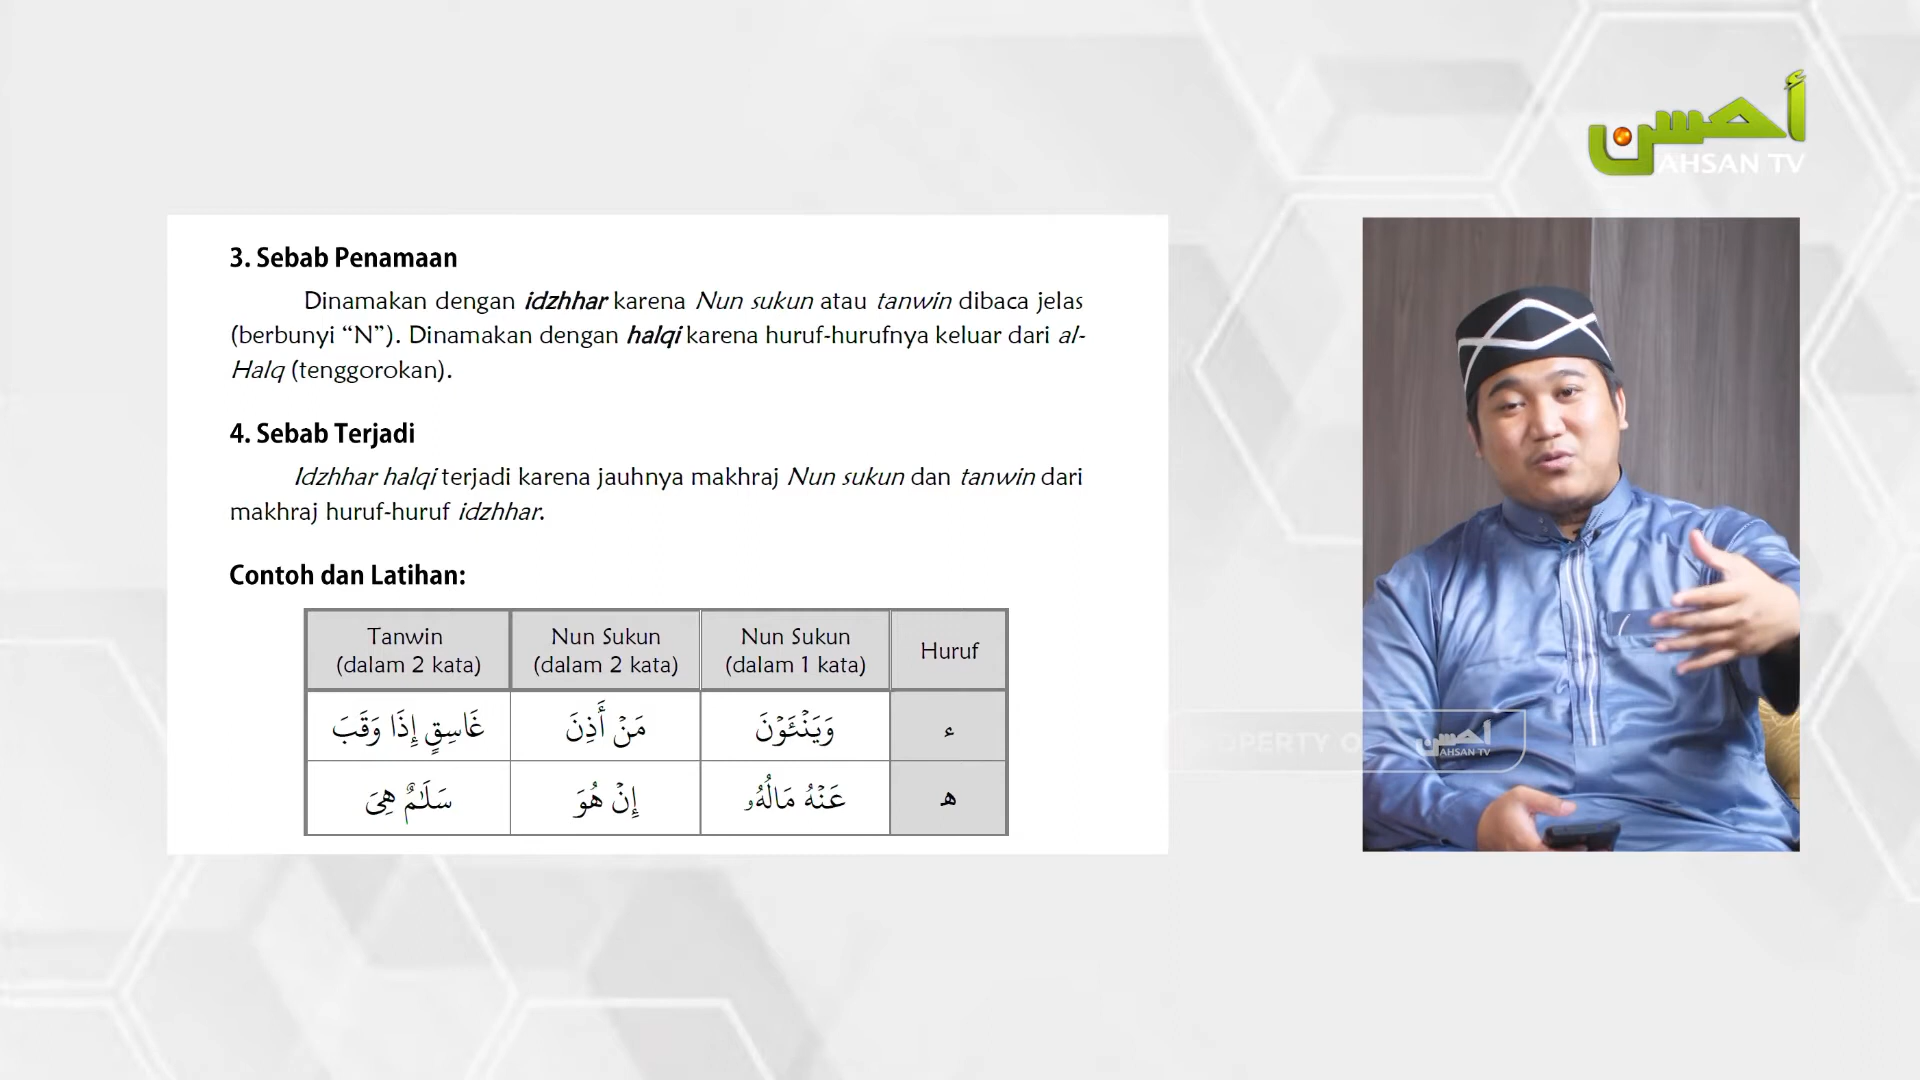 أحسن
AHSAN TV
3. Sebab Penamaan
Dinamakan dengan idzhhar karena Nun sukun atau tanwin dibaca jelas
(berbunyi “N”). Dinamakan dengan halqi karena huruf-hurufnya keluar dari al-
Halq (tenggorokan).
4. Sebab Terjadi
Idzhhar halqi terjadi karena jauhnya makhraj Nun sukun dan tanwin dari
makhraj huruf-huruf idzhhar.
Contoh dan Latihan:
Tanwin
(dalam 2 kata)
Nun Sukun
(dalam 2 kata)
Nun Sukun
(dalam 1 kata)
Huruf
غَاسِقٍ إِذَا وَقَبَ
مَنۡ أَذِنَ
وَيَنۡـَٔوۡنَ
ء
سَلَـٰمٌ هِىَ
إِنۡ هُوَ
عَنۡهُ مَالُهُۥ
ﻫ
أحسن
AHSAN TV